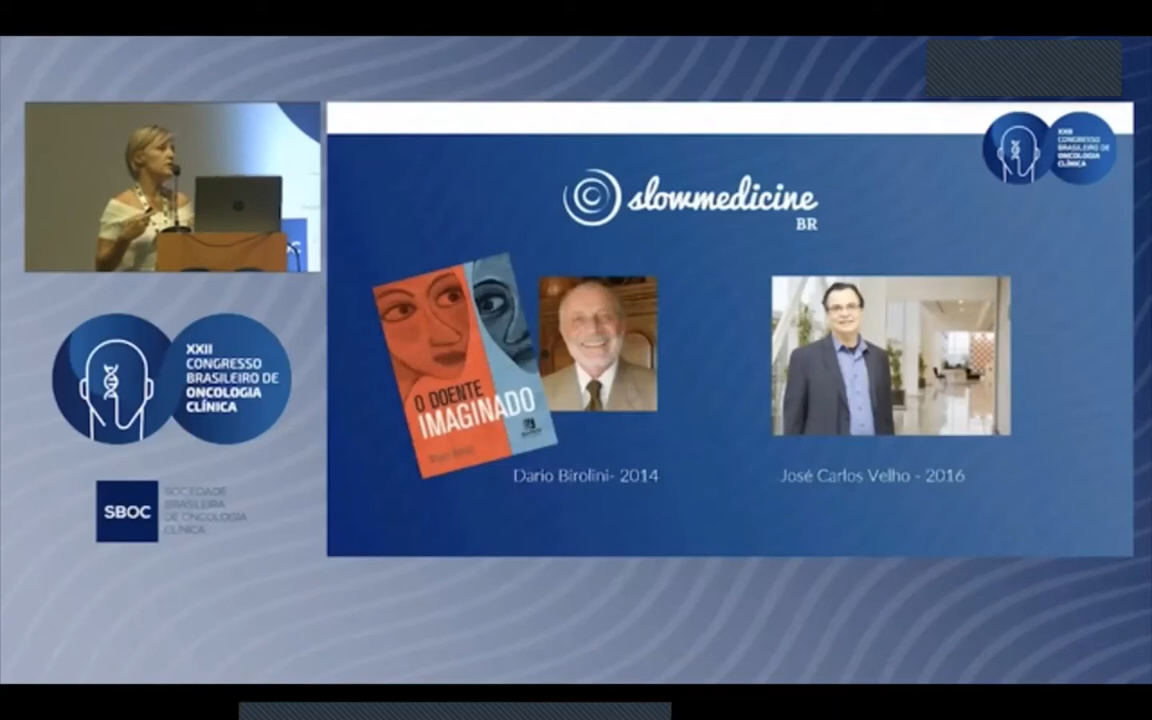 XXII
CONGRESSO
BRASILEIRO DE
ONCOLOGIA
CLÍNICA
slowmedicine
BR
O DOENTE
IMAGINADO
Dario Birolini- 2014
José Carlos Velho - 2016
XXII
CONGRESSO
BRASILEIRO DE
ONCOLOGIA
CLÍNICA
SBOC
SOCIEDADE
BRASILEIRA
DE ONCOLOGIA
CLÍNICA